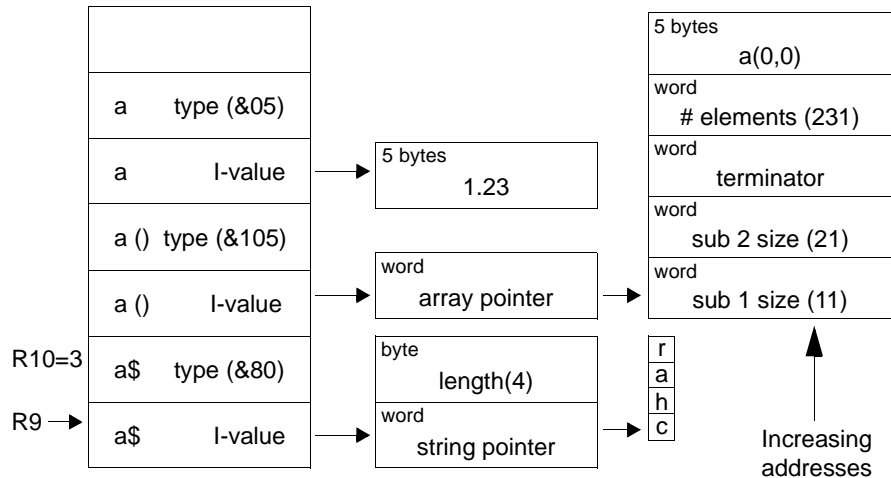 5 bytes
a(0,0)
a type (&05)
word
# elements (231)
a l-value
5 bytes
1.23
word
terminator
a () type (&105)
word
sub 2 size (21)
a () l-value
word
array pointer
word
sub 1 size (11)
R10=3
a$ type (&80)
byte
length(4)
r
a
h
c
R9
a$ l-value
word
string pointer
Increasing
addresses